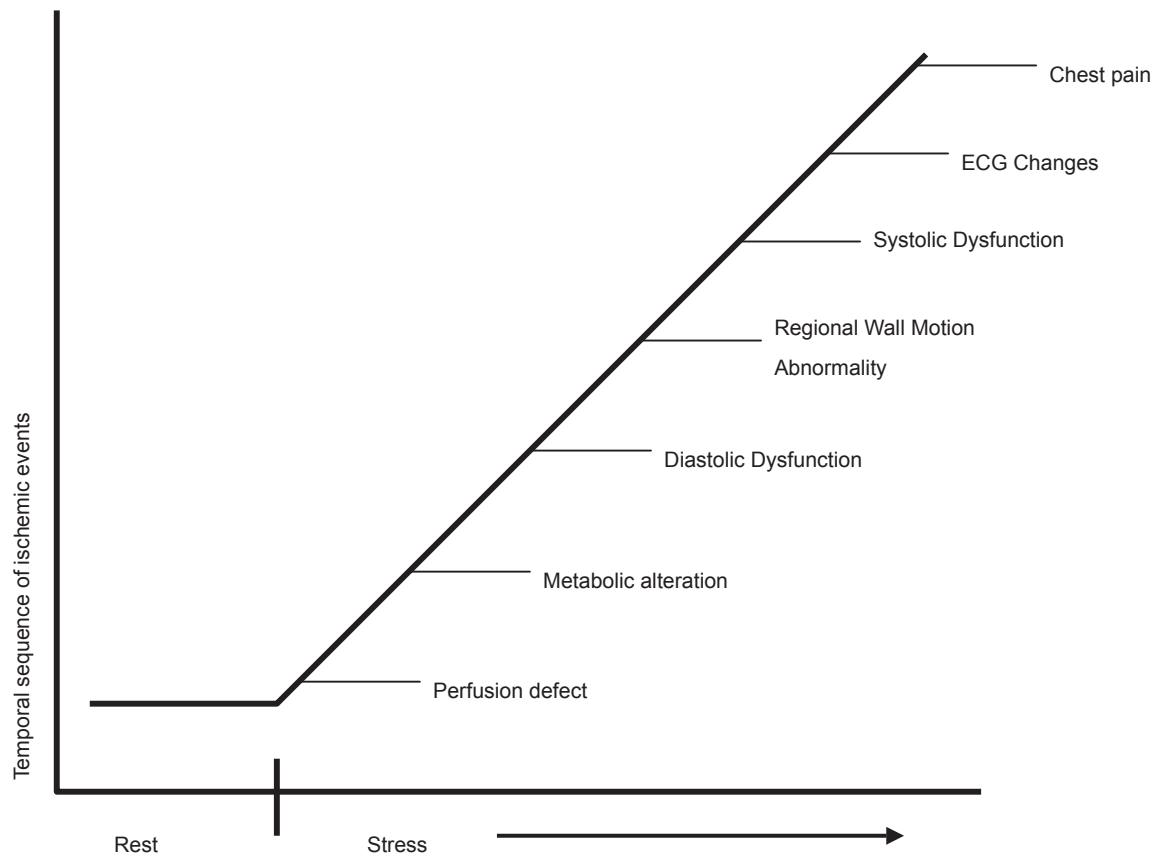 Chest pain
ECG Changes
Systolic Dysfunction
Regional Wall Motion
Abnormality
Diastolic Dysfunction
Metabolic alteration
Perfusion defect
Temporal sequence of ischemic events
Rest
Stress